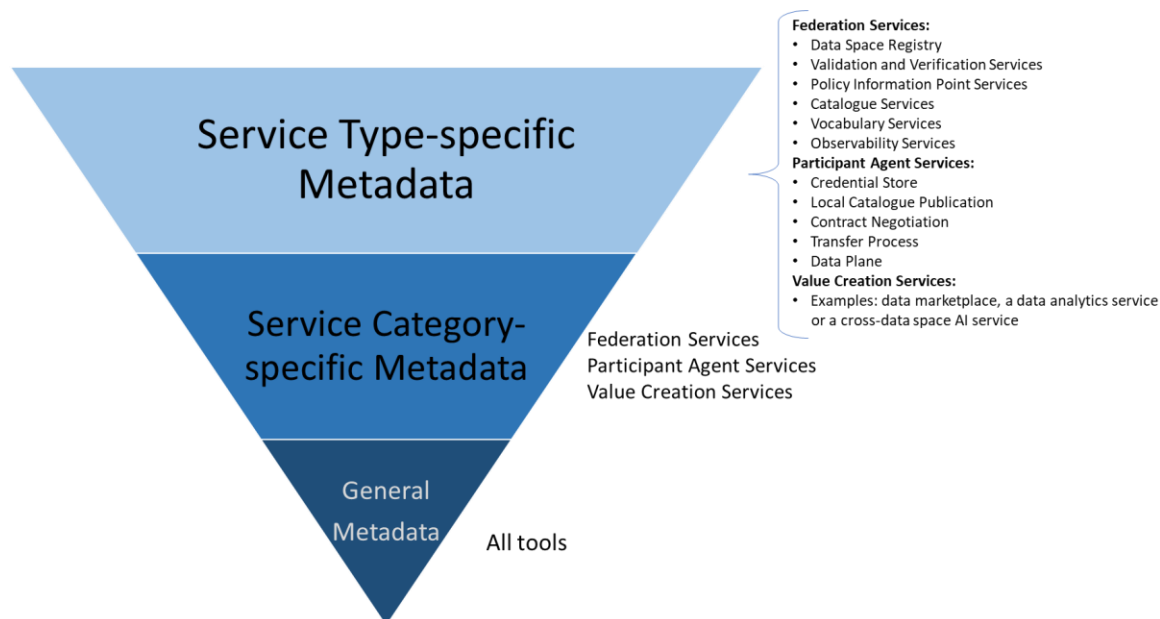 Service Type-specific
Metadata
Federation Services:
• Data Space Registry
• Validation and Verification Services
• Policy Information Point Services
• Catalogue Services
• Vocabulary Services
• Observability Services
Participant Agent Services:
• Credential Store
• Local Catalogue Publication
• Contract Negotiation
• Transfer Process
• Data Plane
Value Creation Services:
• Examples: data marketplace, a data analytics service
or a cross-data space AI service
Service Category-
specific Metadata
Federation Services
Participant Agent Services
Value Creation Services
General
Metadata
All tools